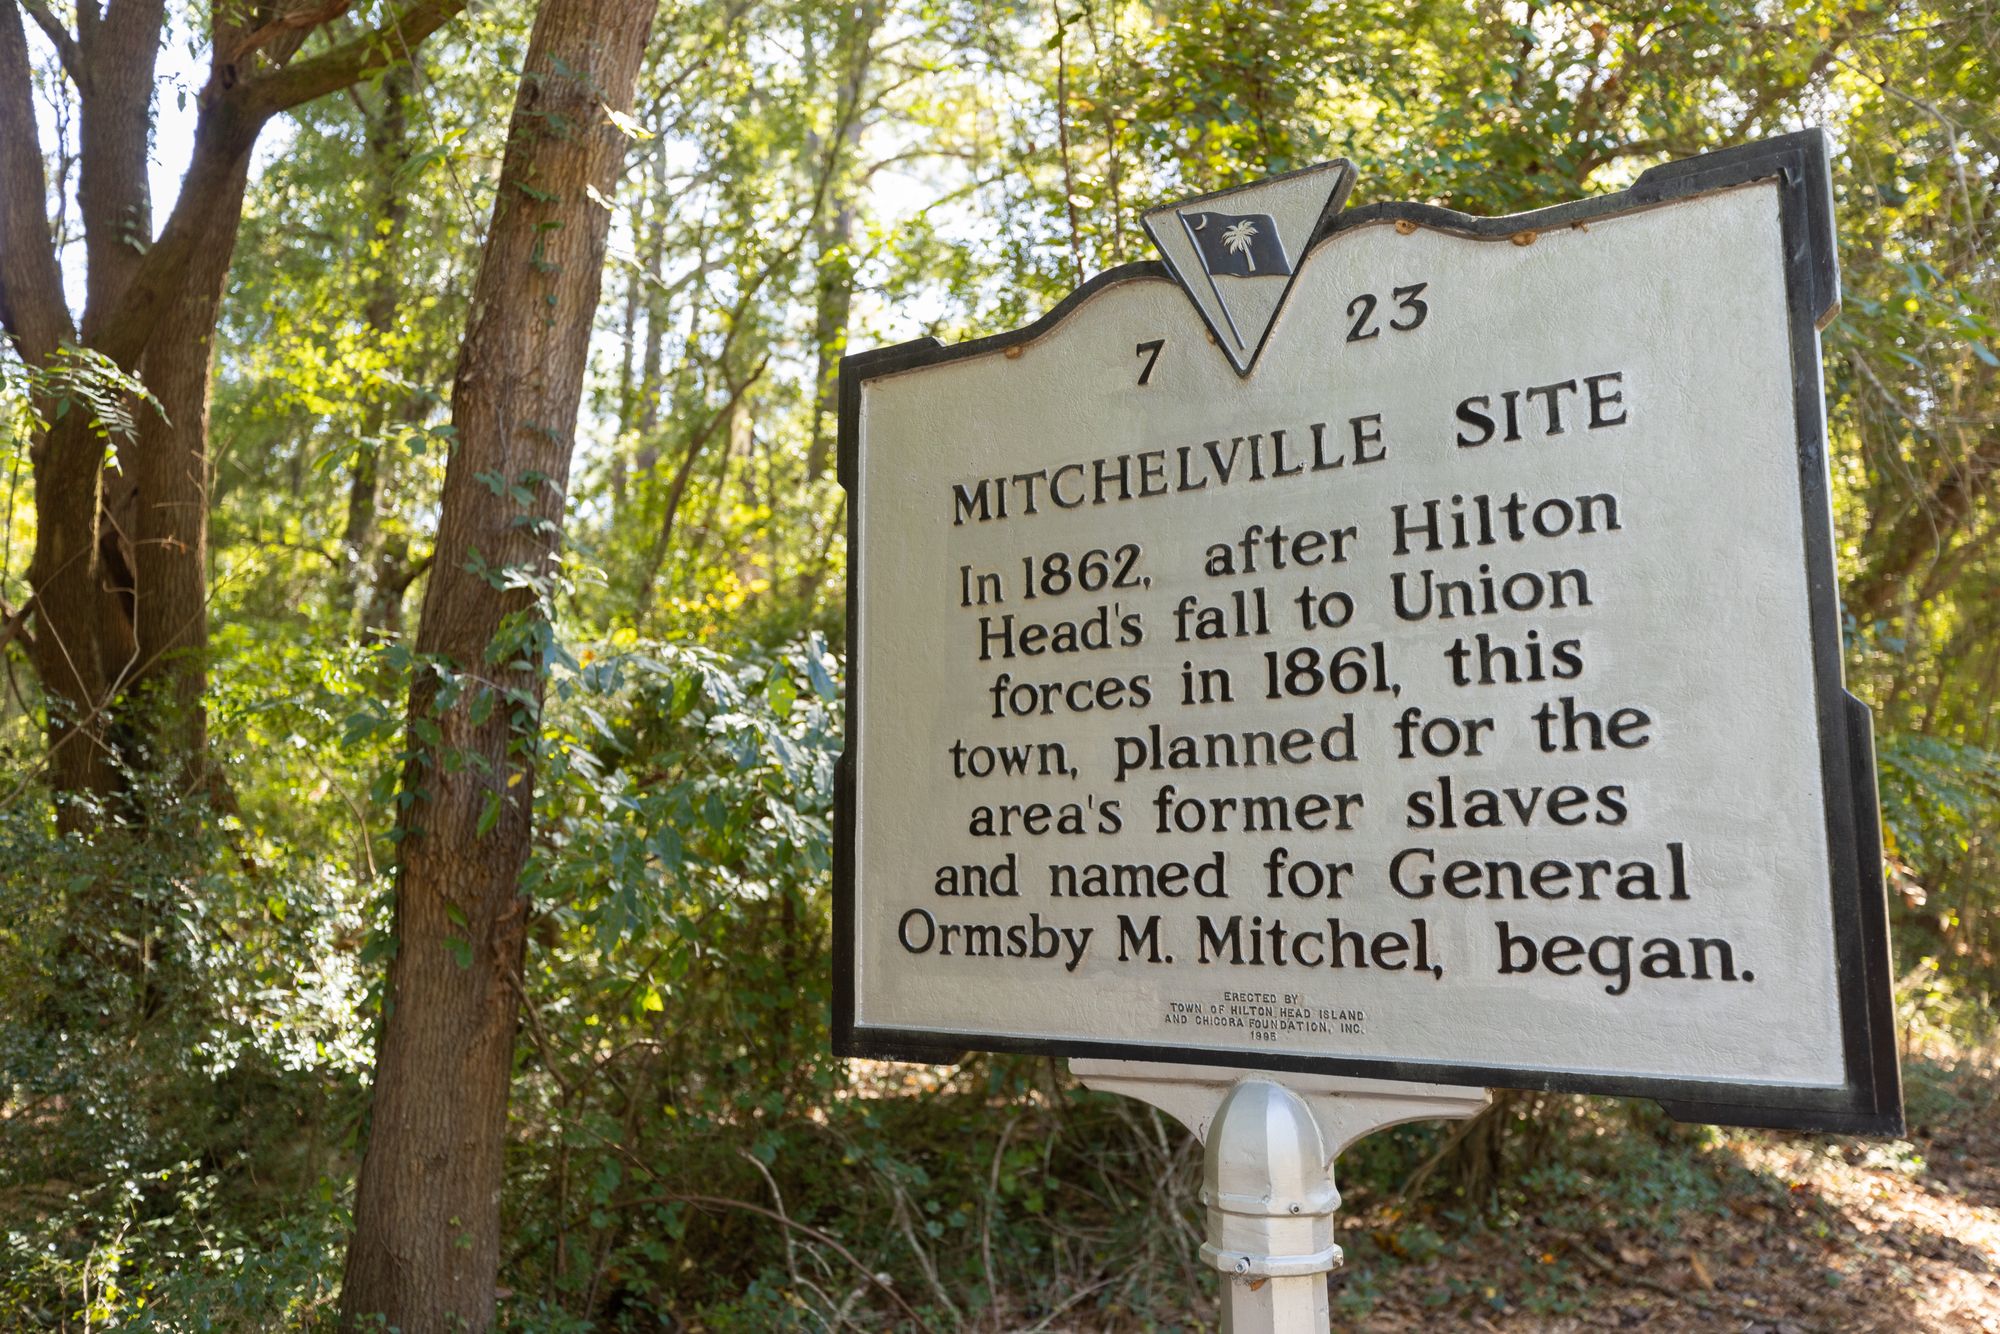 7 23
MITCHELVILLE SITE
In 1862, after Hilton
Head's fall to Union
forces in 1861, this
town, planned for the
area's former slaves
and named for General
Ormsby M. Mitchel, began.
ERECTED BY
TOWN OF HILTON HEAD ISLAND
AND CHICORA FOUNDATION, INC.
1995